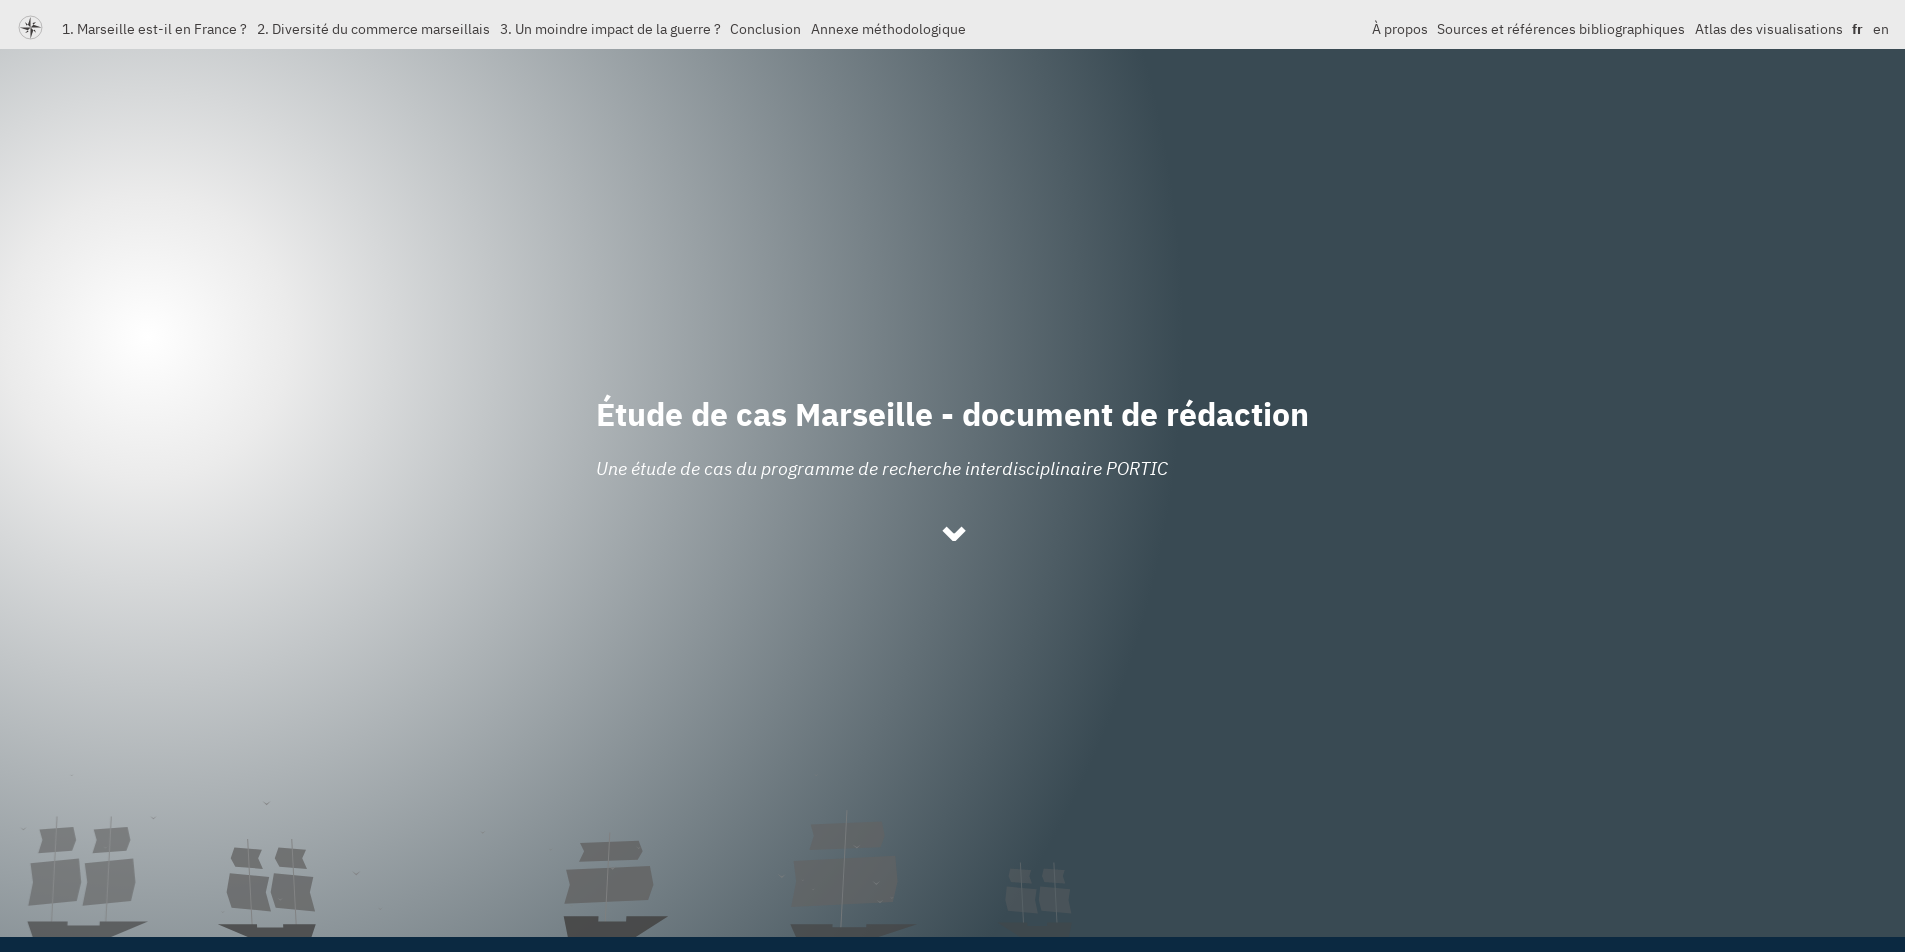 1. Marseille est-il en France ? 2. Diversité du commerce marseillais 3. Un moindre impact de la guerre ? Conclusion Annexe méthodologique À propos Sources et références bibliographiques Atlas des visualisations fr en
Étude de cas Marseille - document de rédaction
Une étude de cas du programme de recherche interdisciplinaire PORTIC